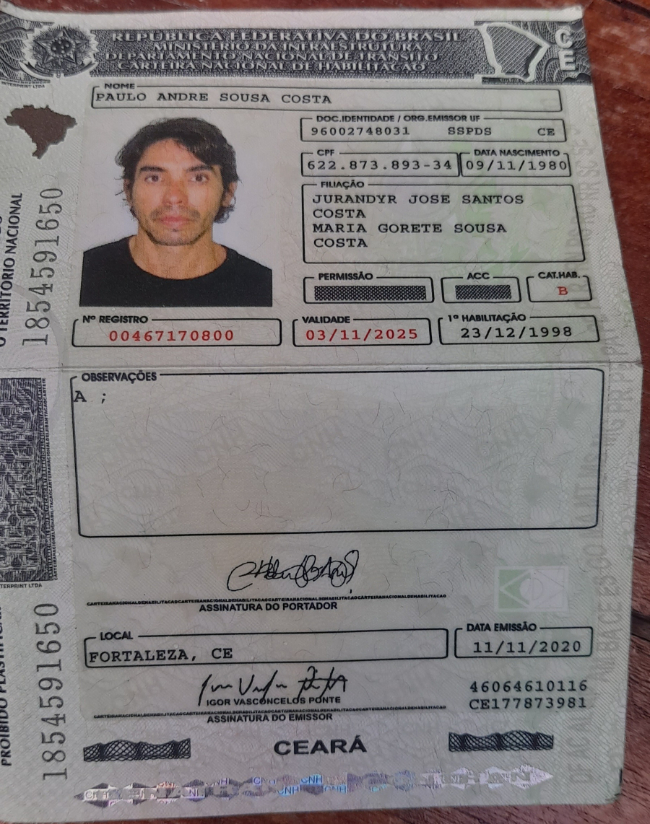 REPÚBLICA FEDERATIVA DO BRASIL
MINISTÉRIO DA INFRAESTRUTURA
DEPARTAMENTO NACIONAL DE TRÂNSITO
CARTEIRA NACIONAL DE HABILITAÇÃO
CE
NOME
PAULO ANDRE SOUSA COSTA
DOC.IDENTIDADE / ORG.EMISSOR UF
96002748031 SSPDS CE
CPF
622.873.893-34
DATA NASCIMENTO
09/11/1980
FILIAÇÃO
JURANDYR JOSE SANTOS
COSTA
MARIA GORETE SOUSA
COSTA
PERMISSÃO
ACC
CAT.HAB.
B
Nº REGISTRO
00467170800
VALIDADE
03/11/2025
1ª HABILITAÇÃO
23/12/1998
O TERRITÓRIO NACIONAL
1854591650
OBSERVAÇÕES
A ;
ASSINATURA DO PORTADOR
LOCAL
FORTALEZA, CE
DATA EMISSÃO
11/11/2020
IGOR VASCONCELOS PONTE
ASSINATURA DO EMISSOR
46064610116
CE177873981
CEARÁ
PROIBIDO
1854591650
CNH